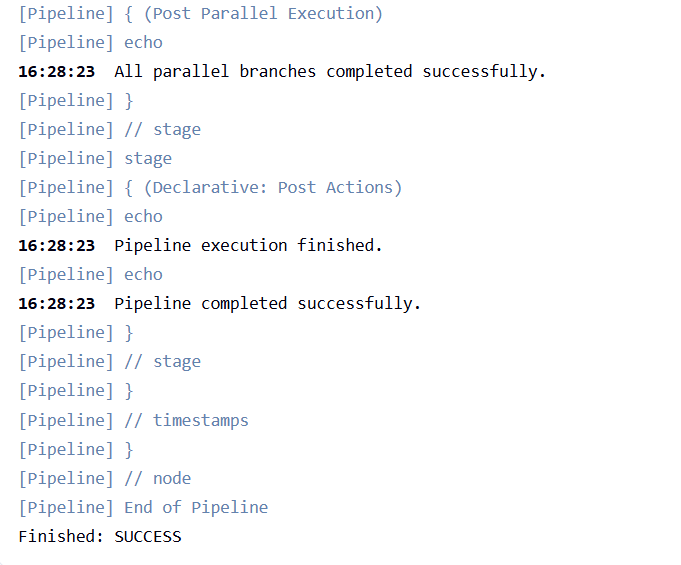 [Pipeline] { (Post Parallel Execution)
[Pipeline] echo
16:28:23  All parallel branches completed successfully.
[Pipeline] }
[Pipeline] // stage
[Pipeline] stage
[Pipeline] { (Declarative: Post Actions)
[Pipeline] echo
16:28:23  Pipeline execution finished.
[Pipeline] echo
16:28:23  Pipeline completed successfully.
[Pipeline] }
[Pipeline] // stage
[Pipeline] }
[Pipeline] // timestamps
[Pipeline] }
[Pipeline] // node
[Pipeline] End of Pipeline
Finished: SUCCESS